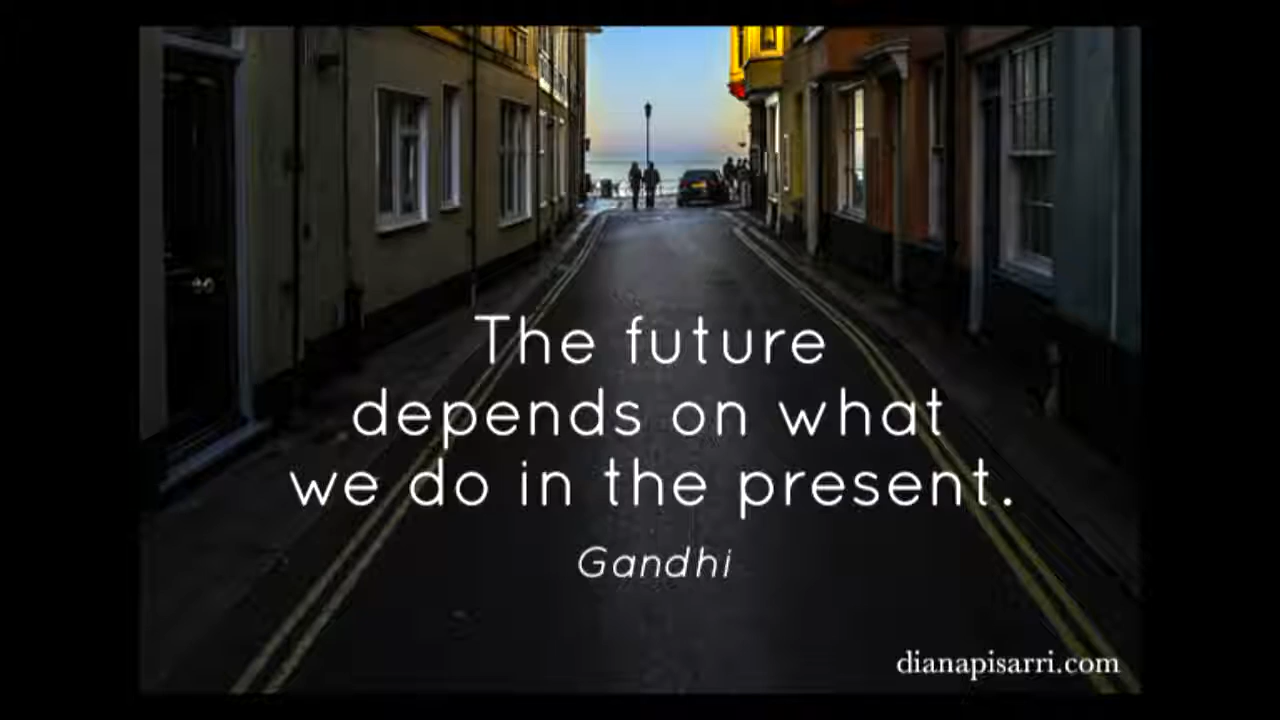 The future
depends on what
we do in the present.
Gandhi
dianapisarri.com